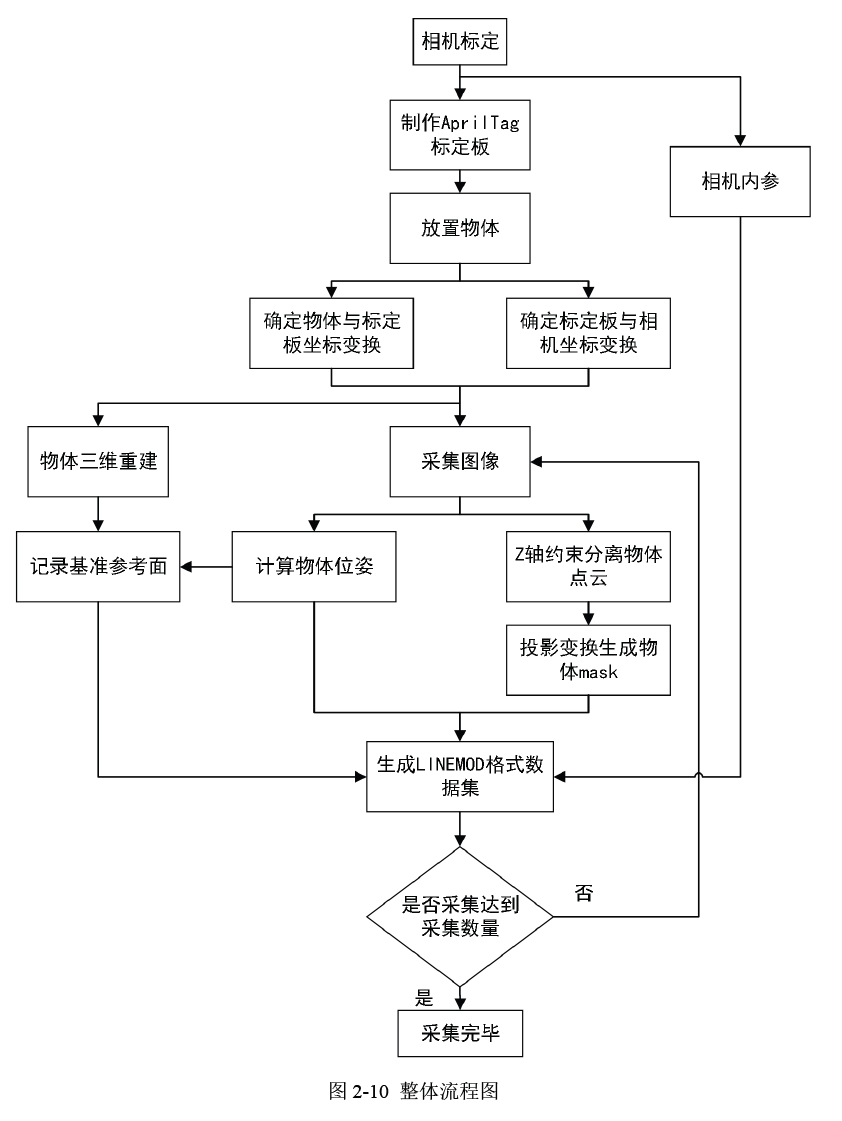 相机标定
制作AprilTag
标定板
相机内参
放置物体
确定物体与标定
板坐标变换
确定标定板与相
机坐标变换
物体三维重建
采集图像
记录基准参考面
计算物体位姿
Z轴约束分离物体
点云
投影变换生成物
体mask
生成LINEMOD格式数
据集
是否采集达到
采集数量
否
是
采集完毕
图 2-10 整体流程图